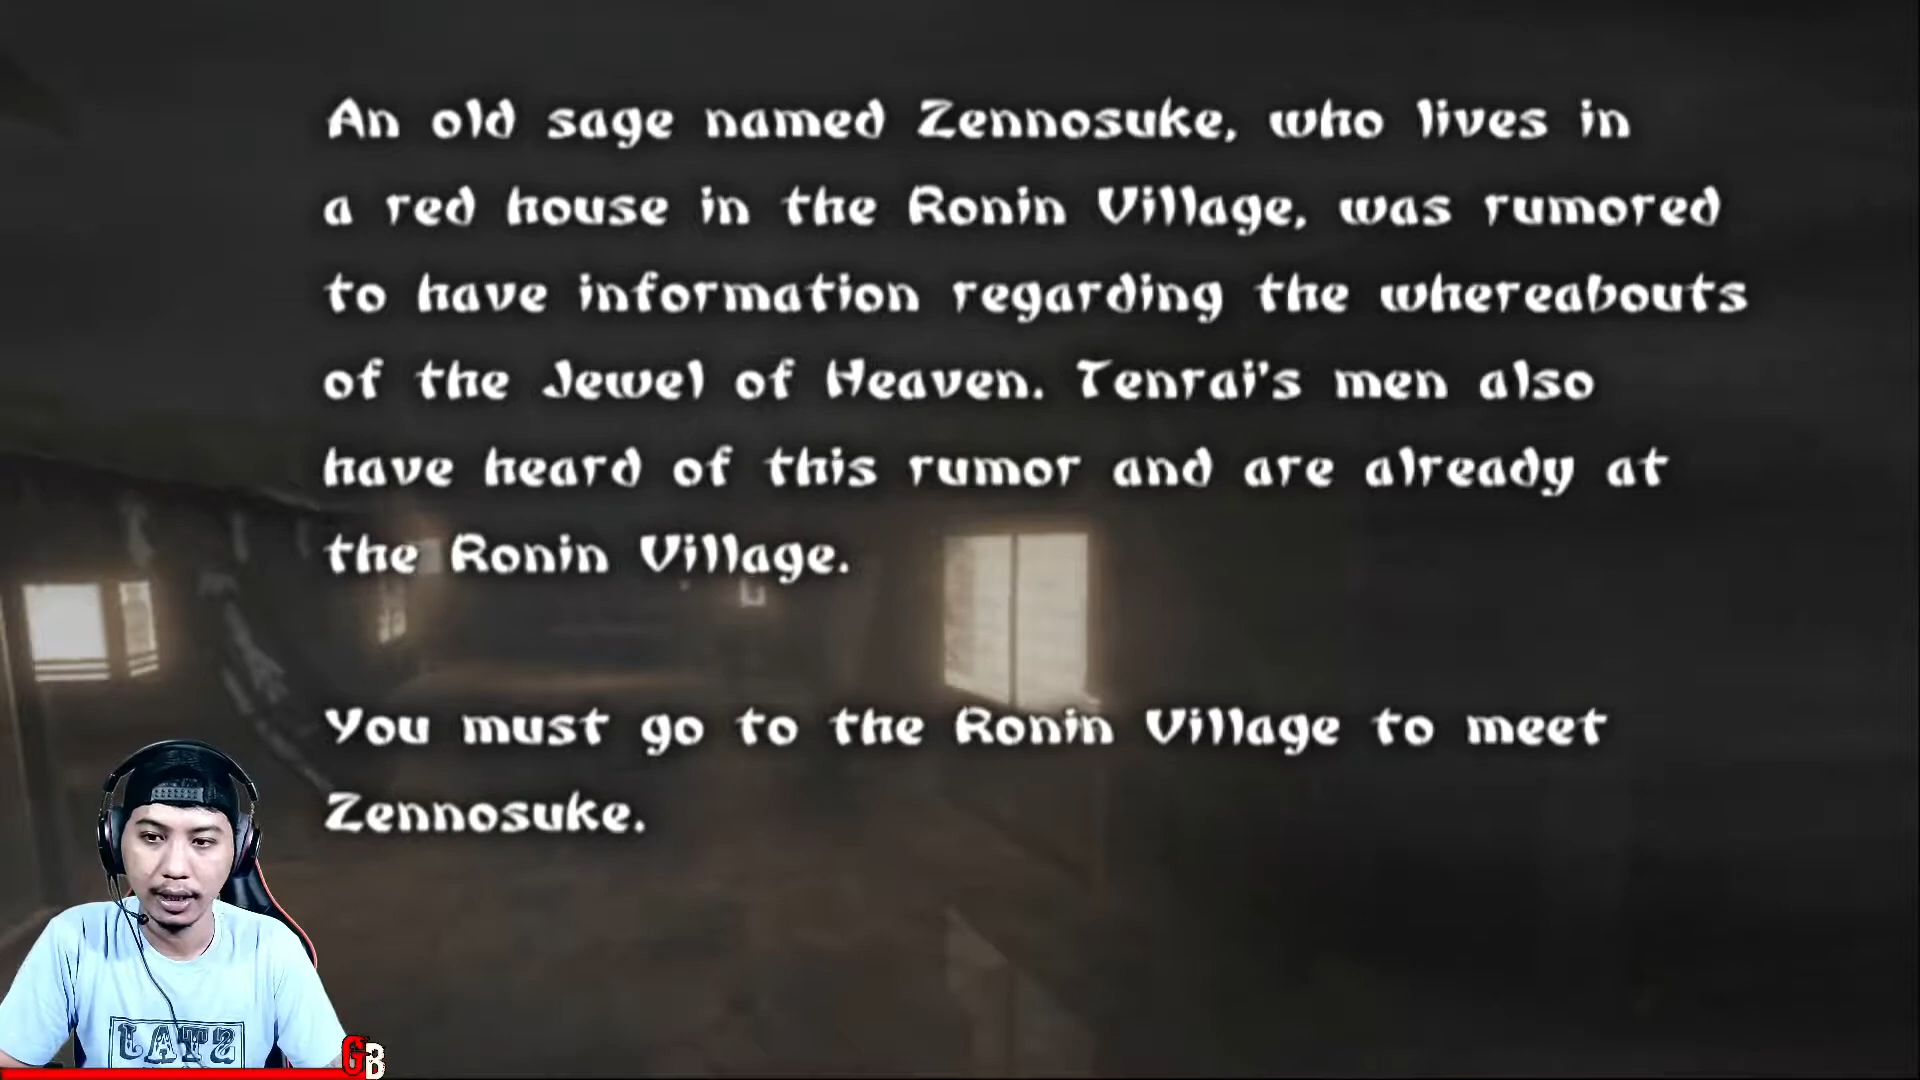 An old sage named Zennosuke, who lives in
a red house in the Ronin Village, was rumored
to have information regarding the whereabouts
of the Jewel of Heaven. Tenrai's men also
have heard of this rumor and are already at
the Ronin Village.
You must go to the Ronin Village to meet
Zennosuke.
LATS
GB